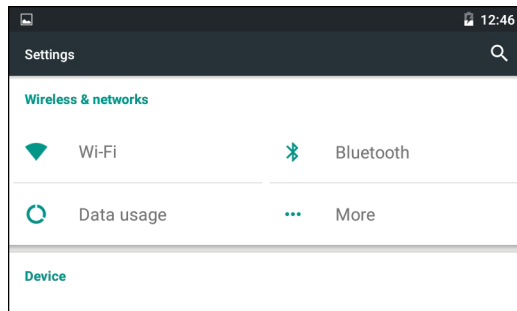 12:46
Settings
Wireless & networks
Wi-Fi Bluetooth
Data usage More
Device